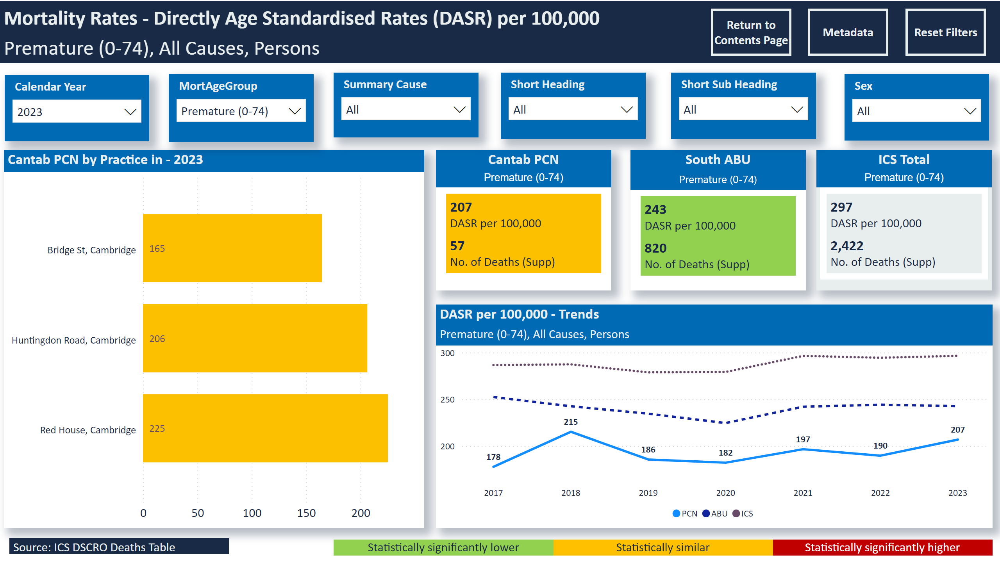 Mortality Rates - Directly Age Standardised Rates (DASR) per 100,000
Premature (0-74), All Causes, Persons
Return to
Contents Page
Metadata
Reset Filters
Calendar Year
2023
MortAgeGroup
Premature (0-74)
Summary Cause
All
Short Heading
All
Short Sub Heading
All
Sex
All
Cantab PCN by Practice in - 2023
Bridge St, Cambridge
165
Huntingdon Road, Cambridge
206
Red House, Cambridge
225
0 50 100 150 200
Cantab PCN
Premature (0-74)
207
DASR per 100,000
57
No. of Deaths (Supp)
South ABU
Premature (0-74)
243
DASR per 100,000
820
No. of Deaths (Supp)
ICS Total
Premature (0-74)
297
DASR per 100,000
2,422
No. of Deaths (Supp)
DASR per 100,000 - Trends
Premature (0-74), All Causes, Persons
300
250
200
178 215 186 182 197 190 207
2017 2018 2019 2020 2021 2022 2023
PCN ABU ICS
Source: ICS DSCRO Deaths Table
Statistically significantly lower
Statistically similar
Statistically significantly higher